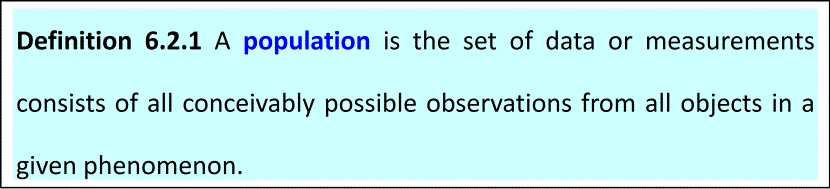 Definition 6.2.1 A population is the set of data or measurements
consists of all conceivably possible observations from all objects in a
given phenomenon.